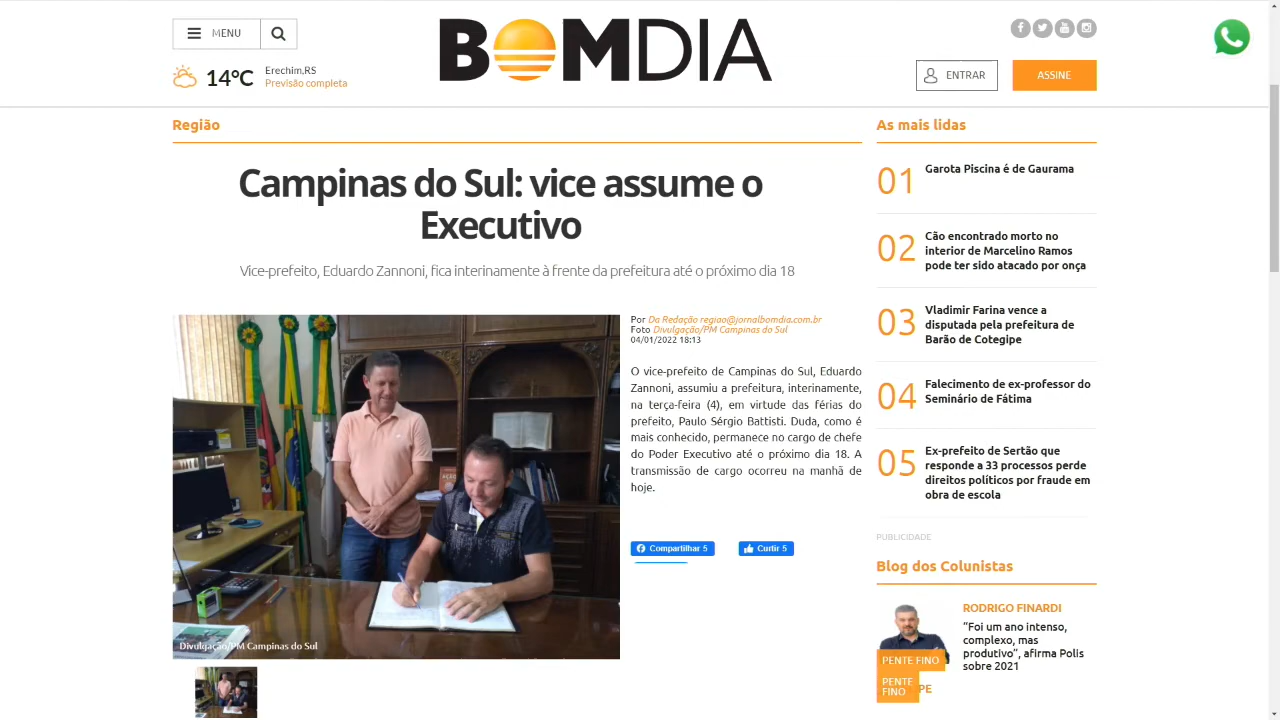 MENU
BOMDIA
14°C
Erechim,RS
Previsão completa
ENTRAR
ASSINE
Região
Campinas do Sul: vice assume o
Executivo
Vice-prefeito, Eduardo Zannoni, fica interinamente à frente da prefeitura até o próximo dia 18
Divulgação/PM Campinas do Sul
Por Da Redação regiao@jornalbomdia.com.br
Foto Divulgação/PM Campinas do Sul
04/01/2022 18:13
O vice-prefeito de Campinas do Sul, Eduardo
Zannoni, assumiu a prefeitura, interinamente,
na terça-feira (4), em virtude das férias do
prefeito, Paulo Sérgio Battisti. Duda, como é
mais conhecido, permanece no cargo de chefe
do Poder Executivo até o próximo dia 18. A
transmissão de cargo ocorreu na manhã de
hoje.
Compartilhar 5
Curtir 5
As mais lidas
01 Garota Piscina é de Gaurama
02 Cão encontrado morto no
interior de Marcelino Ramos
pode ter sido atacado por onça
03 Vladimir Farina vence a
disputada pela prefeitura de
Barão de Cotegipe
04 Falecimento de ex-professor do
Seminário de Fátima
05 Ex-prefeito de Sertão que
responde a 33 processos perde
direitos políticos por fraude em
obra de escola
PUBLICIDADE
Blog dos Colunistas
RODRIGO FINARDI
“Foi um ano intenso,
complexo, mas
produtivo”, afirma Polis
sobre 2021
PENTE FINO
PENTE
FINO